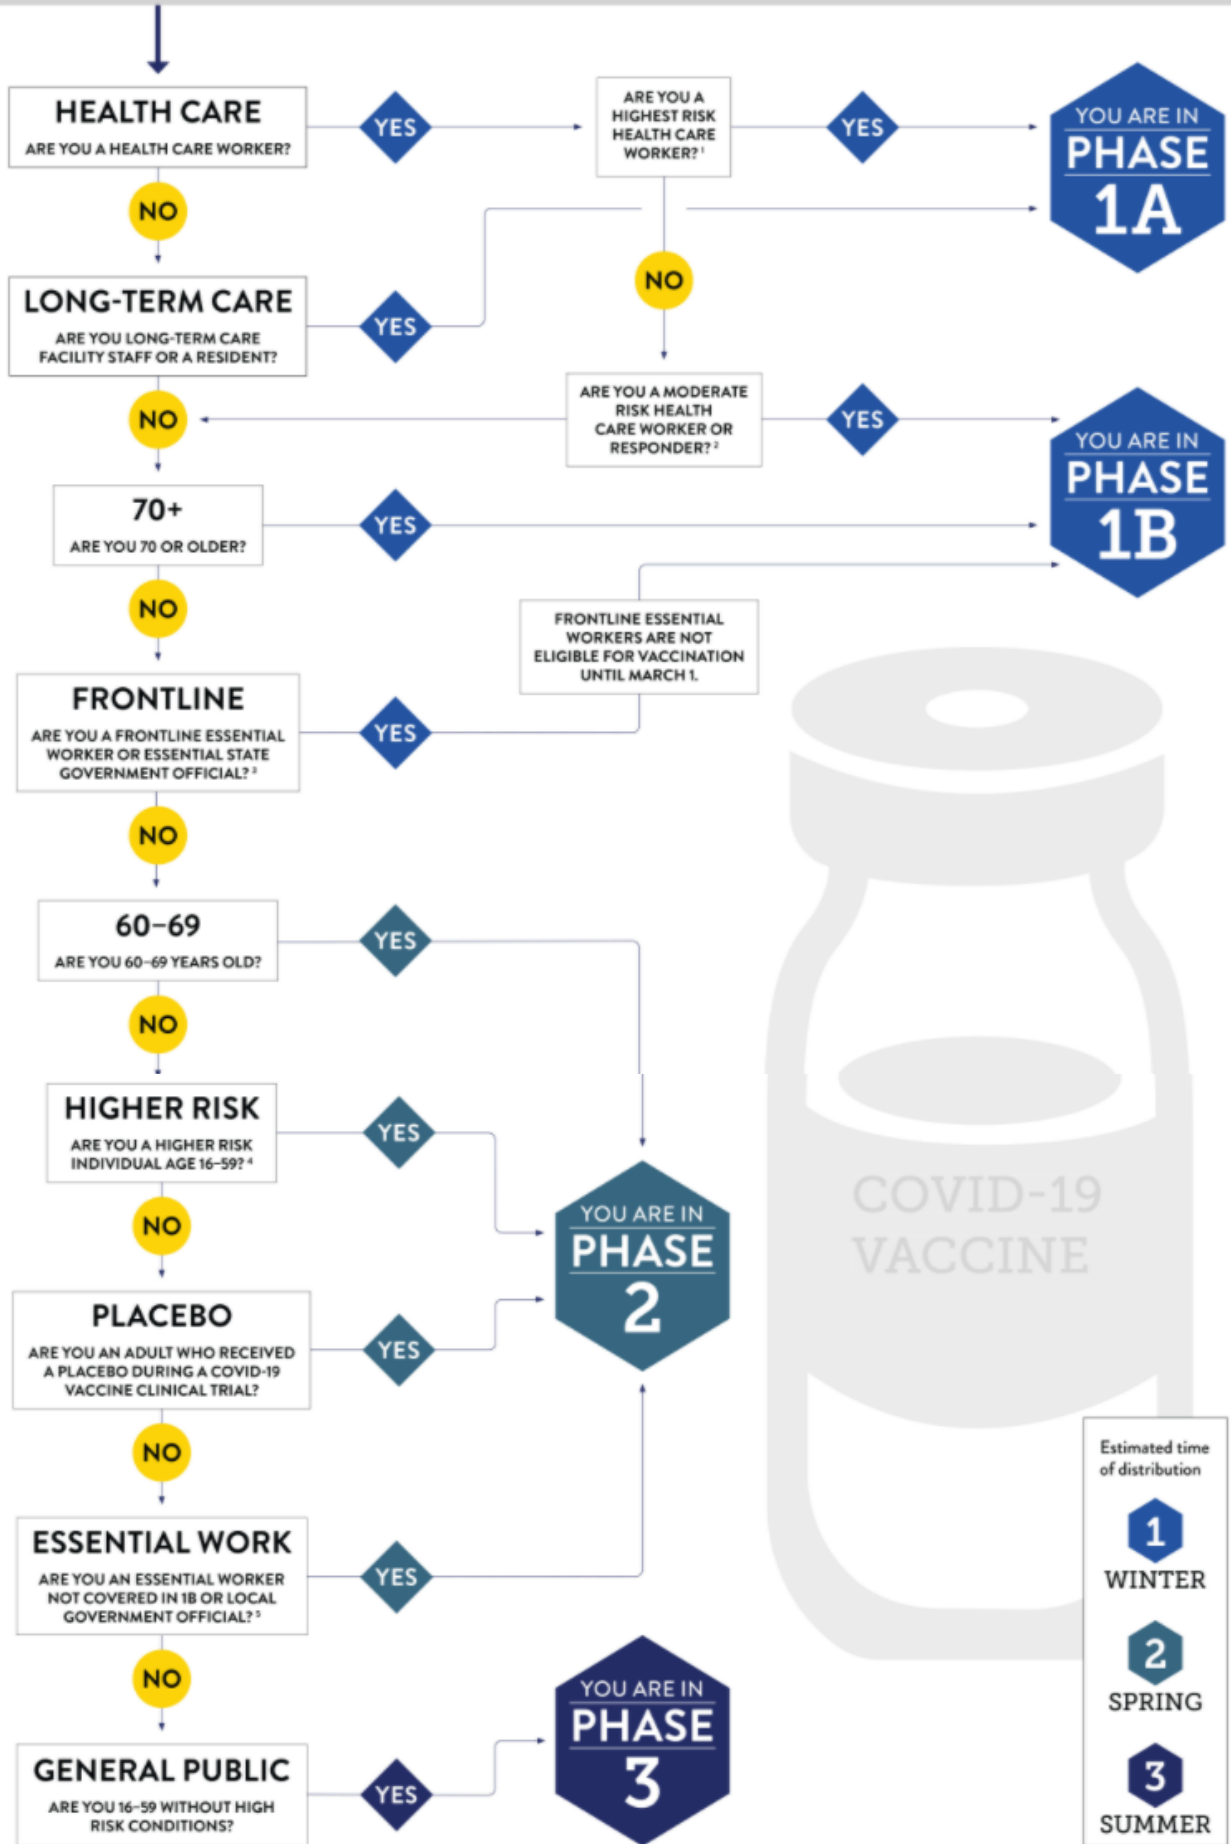 HEALTH CARE
ARE YOU A HEALTH CARE WORKER?
YES
ARE YOU A
HIGHEST RISK
HEALTH CARE
WORKER? ¹
YES
YOU ARE IN
PHASE
1A
NO
LONG-TERM CARE
ARE YOU LONG-TERM CARE
FACILITY STAFF OR A RESIDENT?
YES
NO
ARE YOU A MODERATE
RISK HEALTH
CARE WORKER OR
RESPONDER? ²
YES
YOU ARE IN
PHASE
1B
NO
70+
ARE YOU 70 OR OLDER?
YES
NO
FRONTLINE ESSENTIAL
WORKERS ARE NOT
ELIGIBLE FOR VACCINATION
UNTIL MARCH 1.
FRONTLINE
ARE YOU A FRONTLINE ESSENTIAL
WORKER OR ESSENTIAL STATE
GOVERNMENT OFFICIAL? ³
YES
NO
60–69
ARE YOU 60–69 YEARS OLD?
YES
NO
HIGHER RISK
ARE YOU A HIGHER RISK
INDIVIDUAL AGE 16–59? ⁴
YES
NO
YOU ARE IN
PHASE
2
COVID-19
VACCINE
PLACEBO
ARE YOU AN ADULT WHO RECEIVED
A PLACEBO DURING A COVID-19
VACCINE CLINICAL TRIAL?
YES
NO
ESSENTIAL WORK
ARE YOU AN ESSENTIAL WORKER
NOT COVERED IN 1B OR LOCAL
GOVERNMENT OFFICIAL? ⁵
YES
NO
GENERAL PUBLIC
ARE YOU 16–59 WITHOUT HIGH
RISK CONDITIONS?
YES
YOU ARE IN
PHASE
3
Estimated time
of distribution
1
WINTER
2
SPRING
3
SUMMER